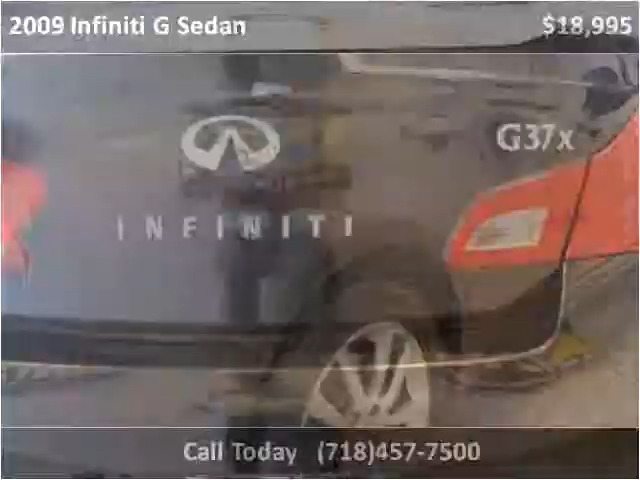 2009 Infiniti G Sedan $18,995
G37x
INFINITI
Call Today (718)457-7500